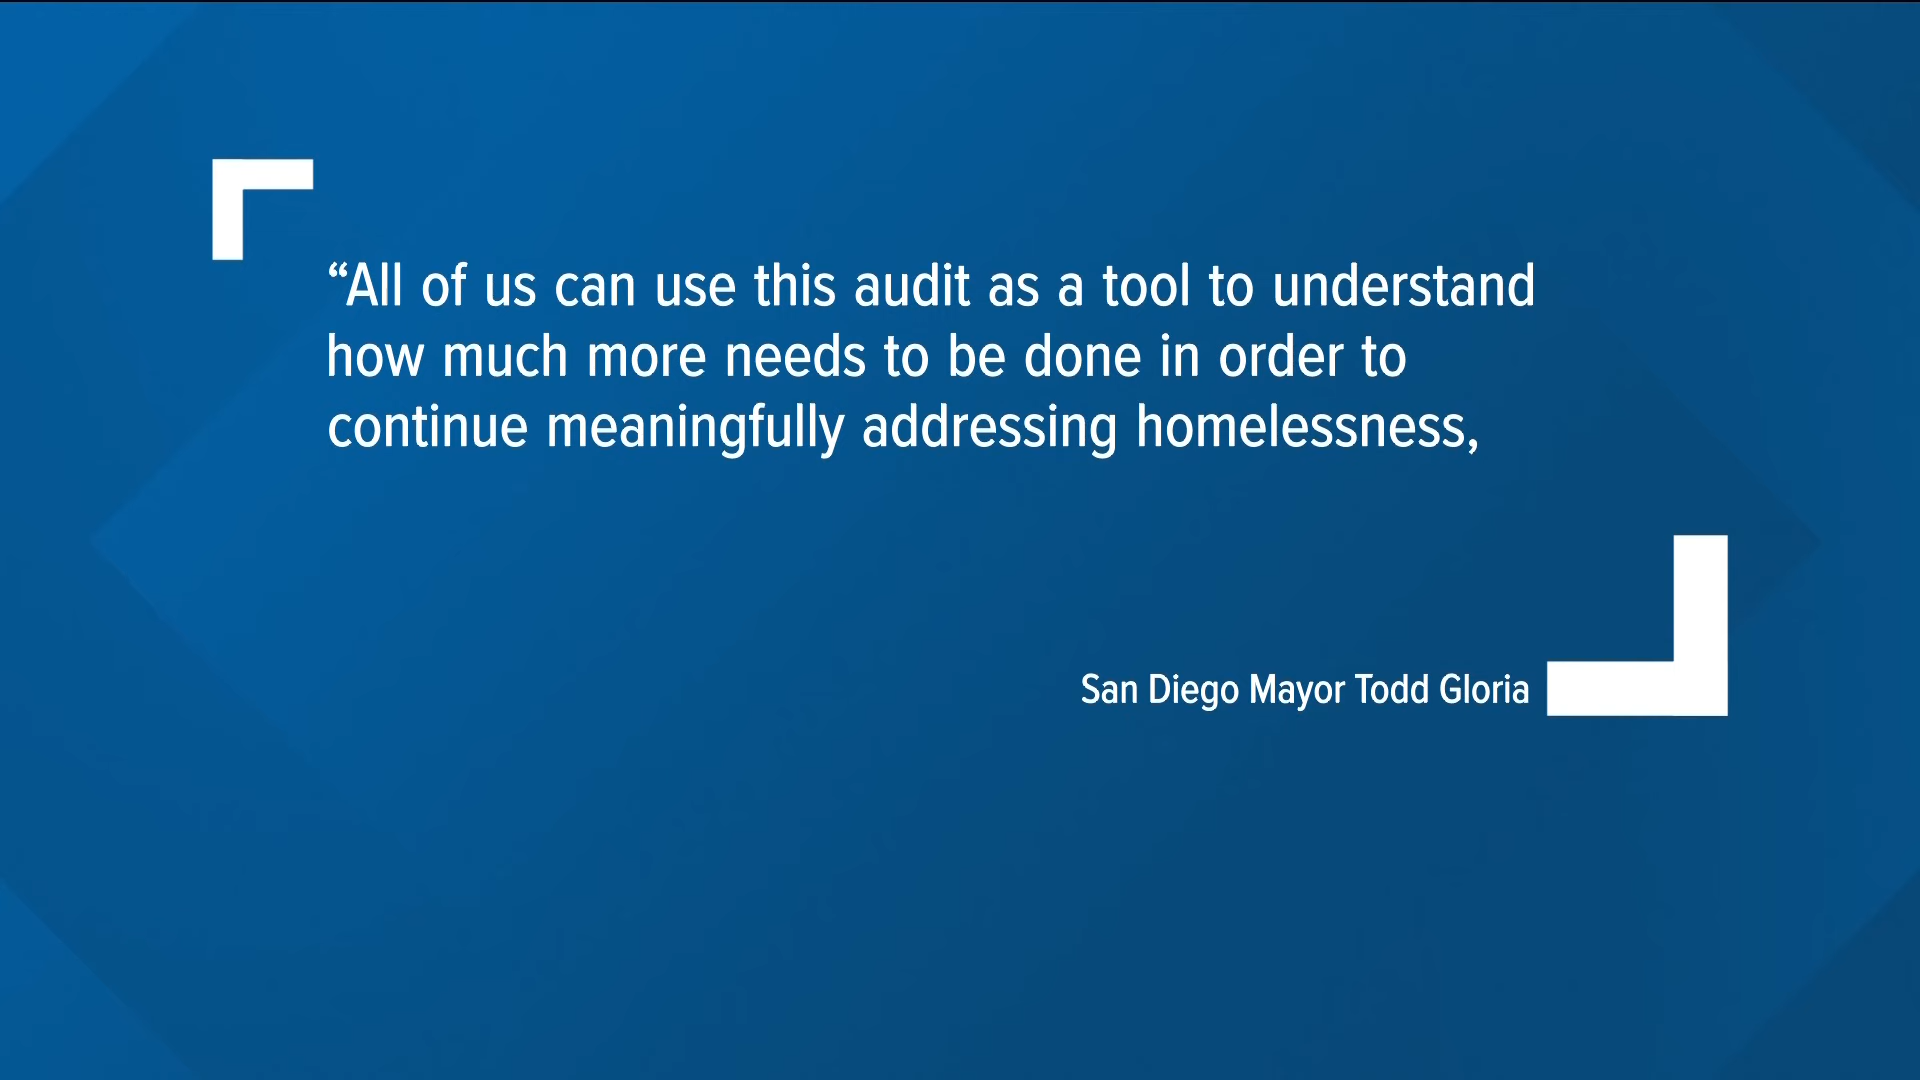 “All of us can use this audit as a tool to understand
how much more needs to be done in order to
continue meaningfully addressing homelessness,
San Diego Mayor Todd Gloria